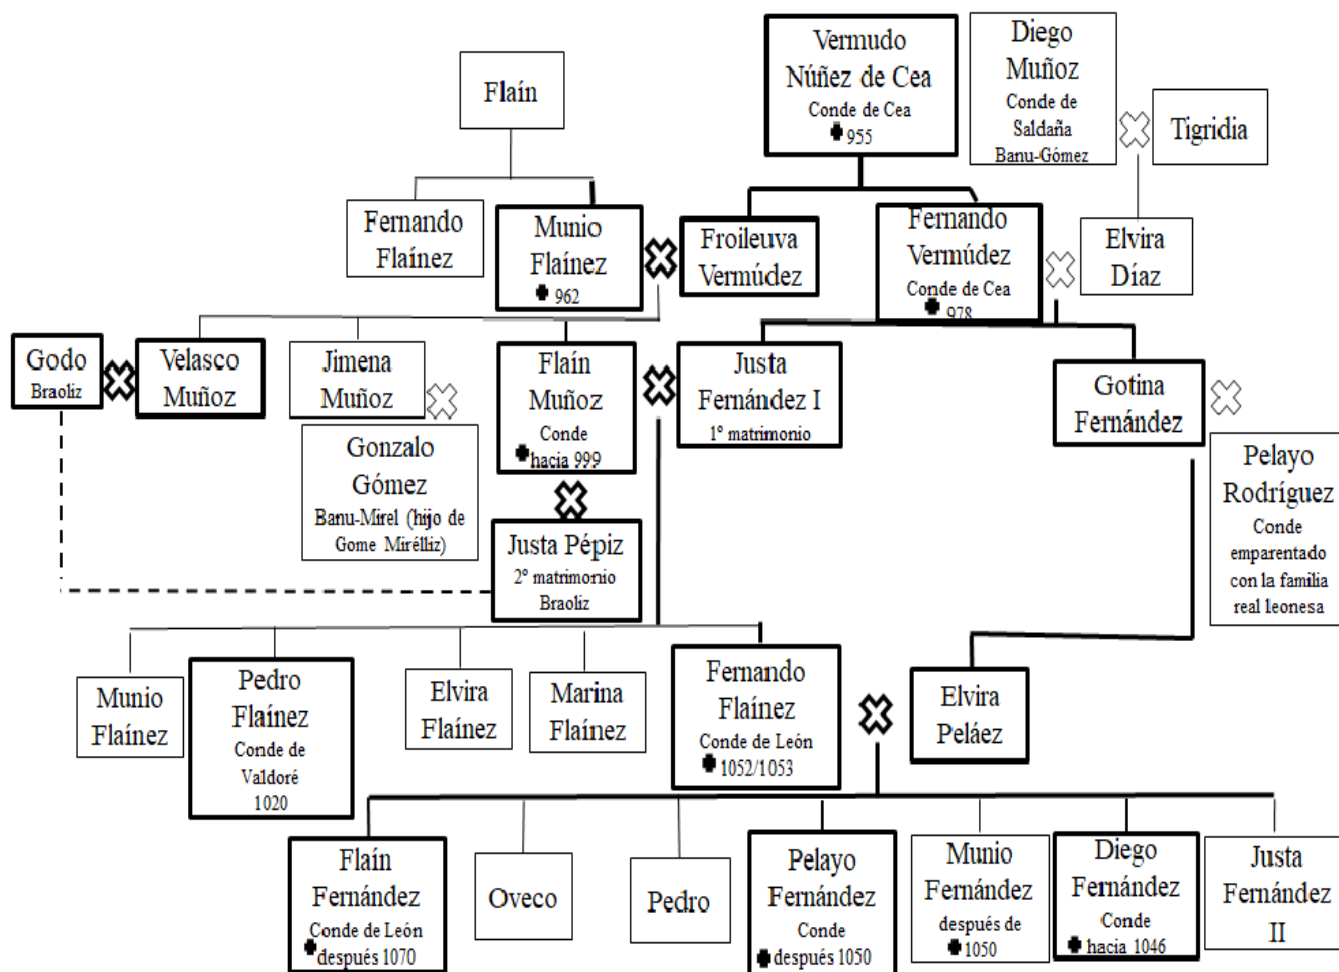 Vermudo
Núñez de Cea
Conde de Cea
955
Diego
Muñoz
Conde de
Saldaña
Banu-Gómez
Tigridia
Flaín
Fernando
Flaínez
Munio
Flaínez
962
Froileuva
Vermúdez
Fernando
Vermúdez
Conde de Cea
978
Elvira
Díaz
Godo
Braoliz
Velasco
Muñoz
Jimena
Muñoz
Flaín
Muñoz
Conde
hacia 999
Justa
Fernández I
1º matrimonio
Gotina
Fernández
Gonzalo
Gómez
Banu-Mirel (hijo de
Gome Mirélliz)
Pelayo
Rodríguez
Conde
emparentado
con la familia
real leonesa
Justa Pépiz
2º matrimonio
Braoliz
Munio
Flaínez
Pedro
Flaínez
Conde de
Valdoré
1020
Elvira
Flaínez
Marina
Flaínez
Fernando
Flaínez
Conde de León
1052/1053
Elvira
Peláez
Flaín
Fernández
Conde de León
después 1070
Oveco
Pedro
Pelayo
Fernández
Conde
después 1050
Munio
Fernández
después de
1050
Diego
Fernández
Conde
hacia 1046
Justa
Fernández
II